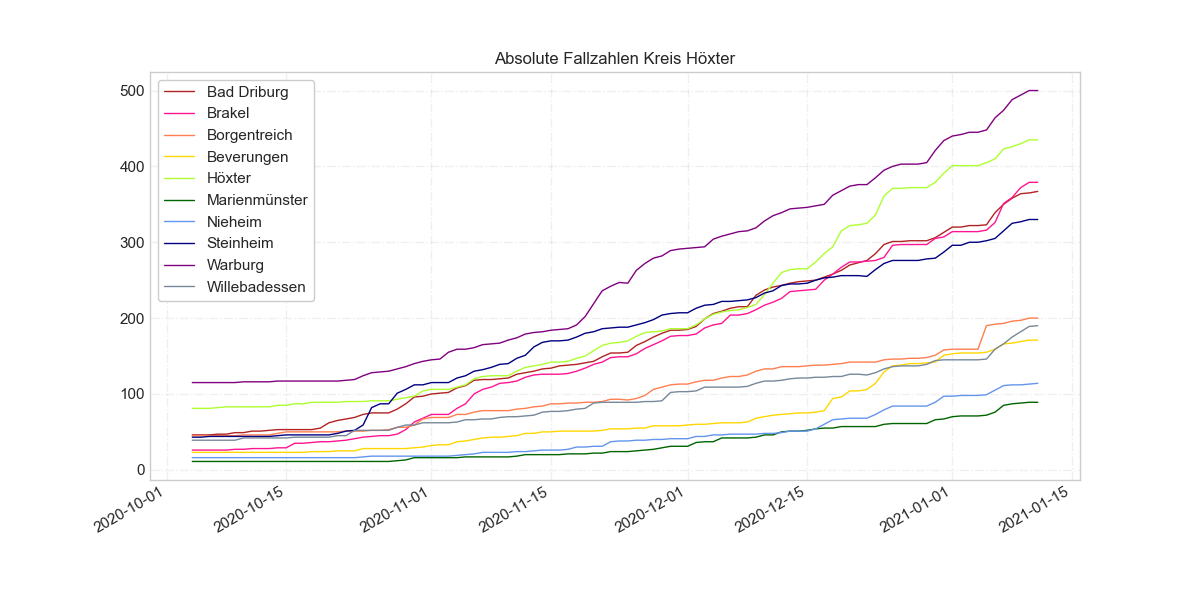 Absolute Fallzahlen Kreis Höxter
500
400
300
200
100
0
Bad Driburg
Brakel
Borgentreich
Beverungen
Höxter
Marienmünster
Nieheim
Steinheim
Warburg
Willebadessen
2020-10-01
2020-10-15
2020-11-01
2020-11-15
2020-12-01
2020-12-15
2021-01-01
2021-01-15